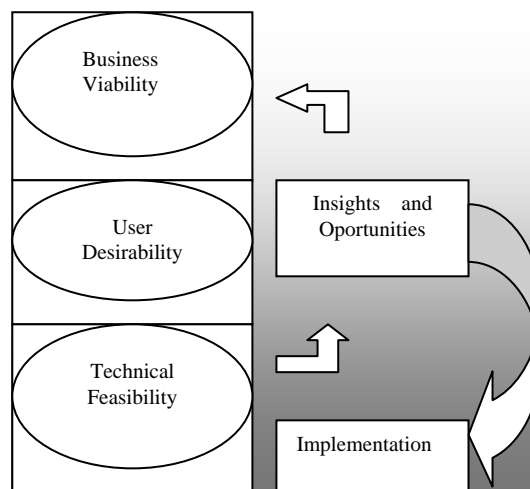 Business
Viability
User
Desirability
Technical
Feasibility
Insights and
Oportunities
Implementation